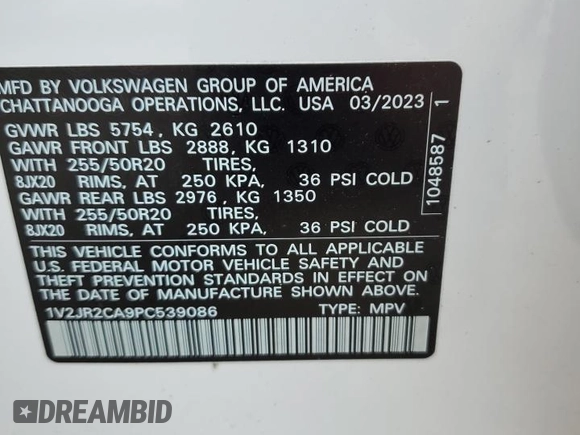 MFD BY VOLKSWAGEN GROUP OF AMERICA
CHATTANOOGA OPERATIONS, LLC. USA 03/2023
GVWR LBS 5754, KG 2610
GAWR FRONT LBS 2888, KG 1310
WITH 255/50R20 TIRES,
8JX20 RIMS, AT 250 KPA, 36 PSI COLD
GAWR REAR LBS 2976, KG 1350
WITH 255/50R20 TIRES,
8JX20 RIMS, AT 250 KPA, 36 PSI COLD
THIS VEHICLE CONFORMS TO ALL APPLICABLE
U.S. FEDERAL MOTOR VEHICLE SAFETY AND
THEFT PREVENTION STANDARDS IN EFFECT ON
THE DATE OF MANUFACTURE SHOWN ABOVE.
1V2JR2CA9PC539086 TYPE: MPV
1048587 1
DREAMBID